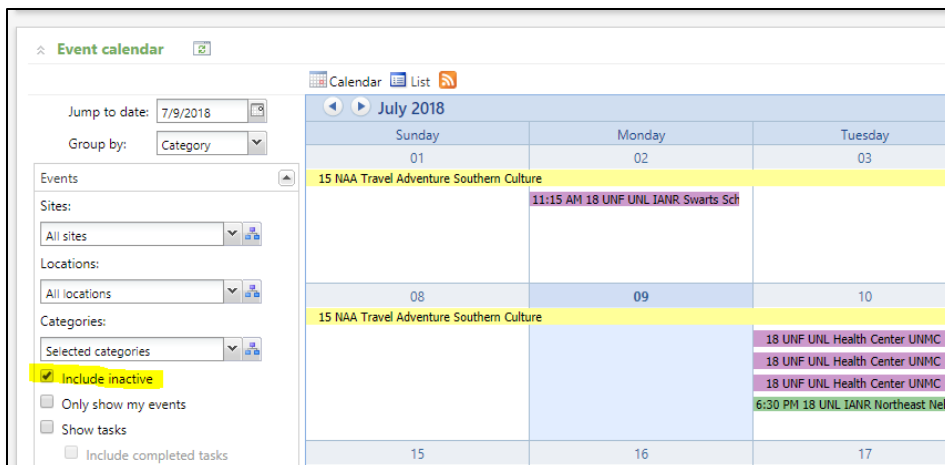 Event calendar
Calendar List
Jump to date: 7/9/2018
Group by: Category
Events
Sites:
All sites
Locations:
All locations
Categories:
Selected categories
Include inactive
Only show my events
Show tasks
Include completed tasks
July 2018
Sunday Monday Tuesday
01 02 03
15 NAA Travel Adventure Southern Culture
11:15 AM 18 UNF UNL IANR Swarts Sch
08 09 10
15 NAA Travel Adventure Southern Culture
18 UNF UNL Health Center UNMC
18 UNF UNL Health Center UNMC
18 UNF UNL Health Center UNMC
6:30 PM 18 UNL IANR Northeast Nel
15 16 17